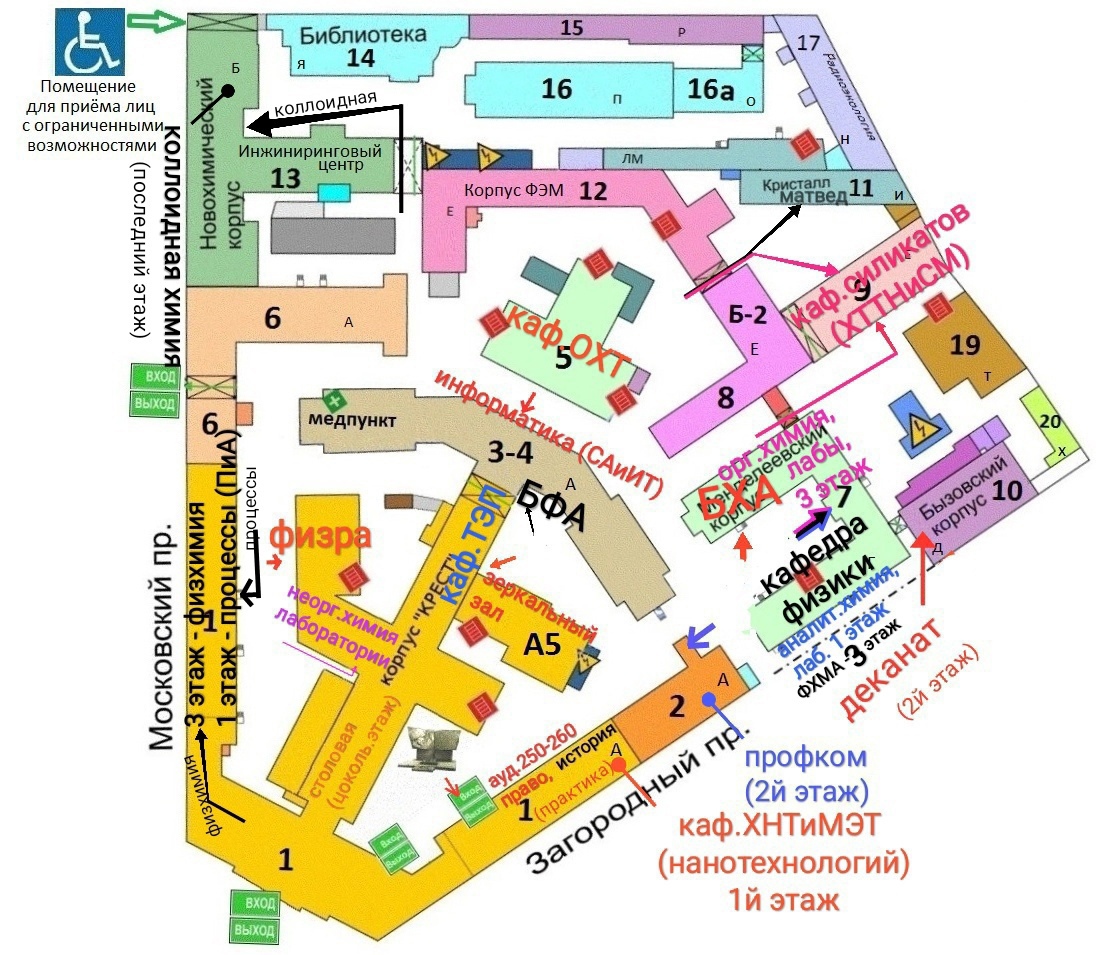 Помещение
для приёма лиц
с ограниченными
возможностями
коллоидная химия
(последний этаж)
Новохимический
корпус
Б
Библиотека
14
Я
15
Р
16
П
16а
О
17
Радиоэкология
Н
коллоидная
Инжиниринговый
центр
13
Корпус ФЭМ
12
Е
ЛМ
Кристалл
матвед
11
И
6
А
ВХОД
ВЫХОД
6
каф.ОХТ
5
Б-2
Е
8
каф.силикатов
(ХТТНиСМ)
9
19
Т
20
Х
медпункт
информатика (САиИТ)
3-4
А
БФА
орг.химия,
лабы,
3 этаж
Менделеевский
корпус
БХА
7
Г
кафедра
физики
аналит.химия,
лаб. 1 этаж
ФХМА - 3 этаж
Бызовский
корпус
10
Д
деканат
(2й этаж)
Московский пр.
3 этаж - физхимия
1 этаж - процессы (ПиА)
1
процессы
физра
неорг.химия
лаборатории
каф.ТЭП
корпус "КРЕСТ"
зеркальный
зал
А5
столовая
(цоколь.этаж)
физхимия
1
ВХОД
ВЫХОД
Вход
Выход
Вход
Выход
ауд.250-260
право, история
(практика)
А
1
2
А
Загородный пр.
профком
(2й этаж)
каф.ХНТиМЭТ
(нанотехнологий)
1й этаж